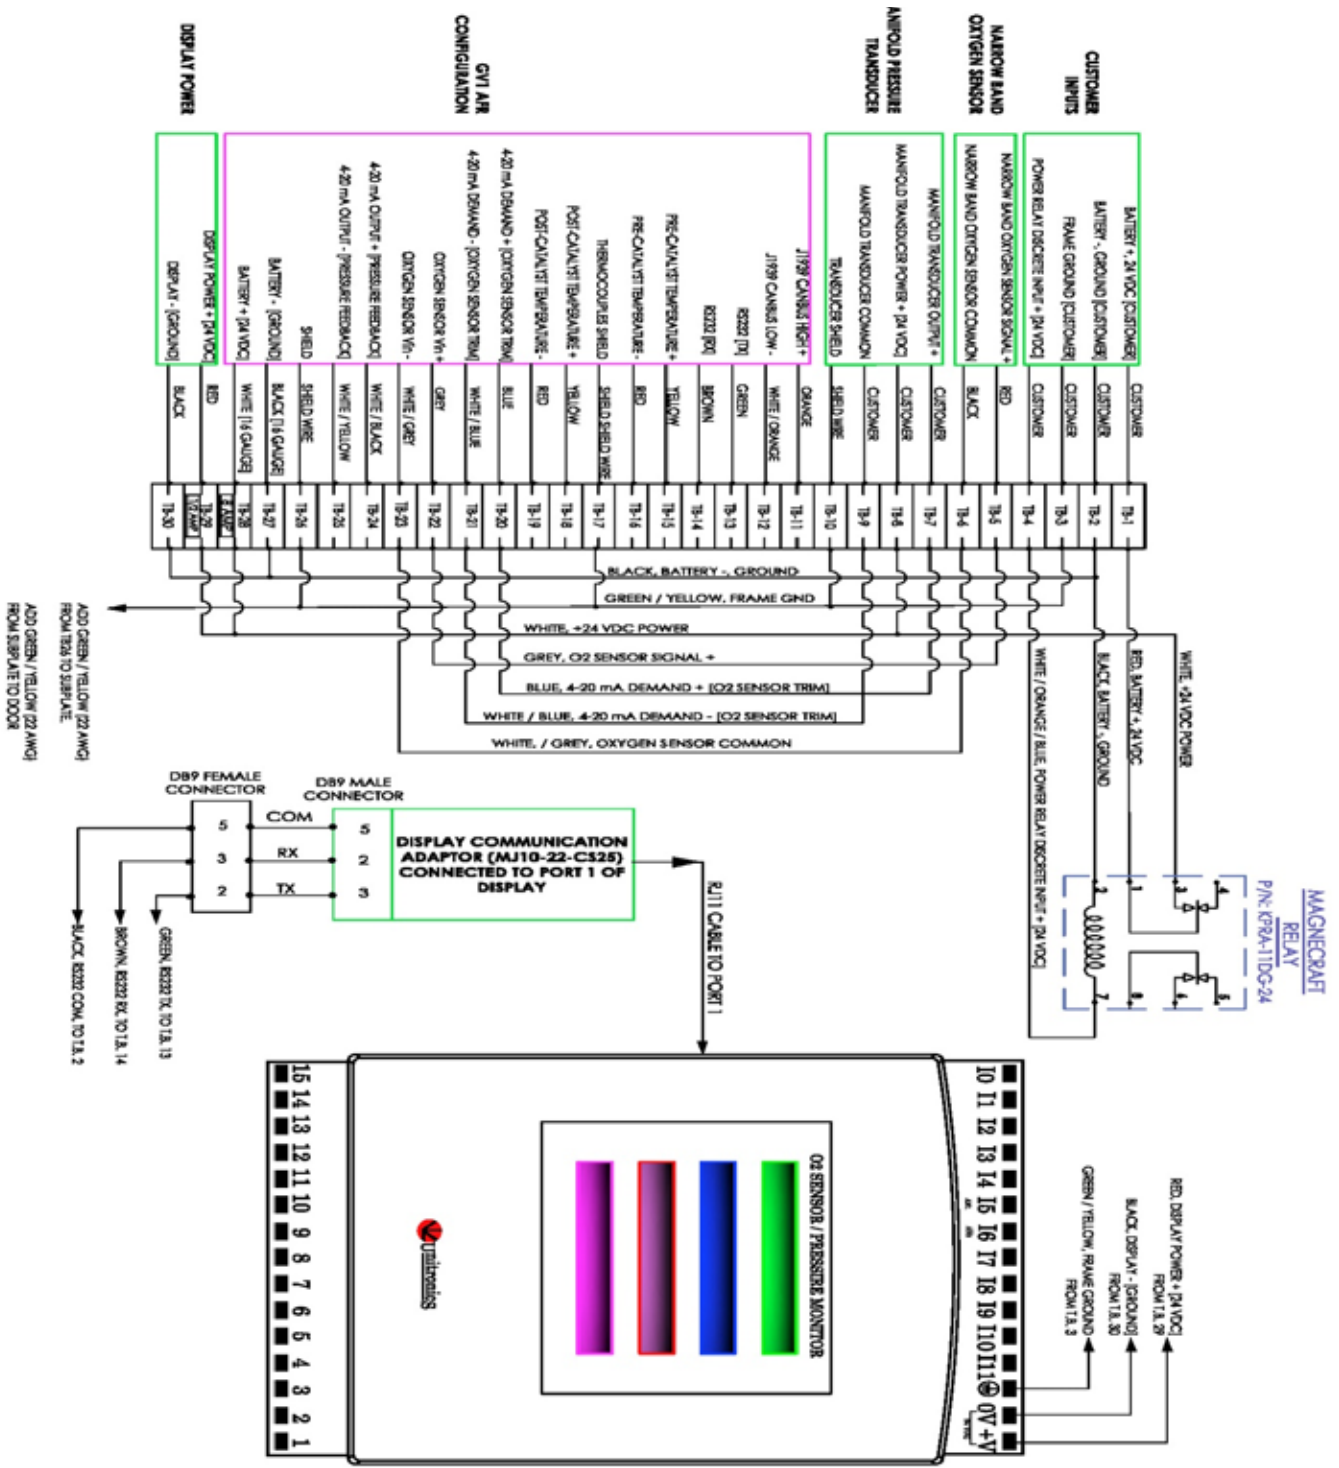 DISPLAY POWER
GV1 AFR
CONFIGURATION
ANIFOLD PRESSURE
TRANSDUCER
NARROW BAND
OXYGEN SENSOR
CUSTOMER
INPUTS
DISPLAY - [GROUND]
DISPLAY POWER + [24 VDC]
BATTERY + [24 VDC]
BATTERY - [GROUND]
SHIELD
4-20 mA OUTPUT - [PRESSURE FEEDBACK]
4-20 mA OUTPUT + [PRESSURE FEEDBACK]
OXYGEN SENSOR Vin -
OXYGEN SENSOR Vin +
4-20 mA DEMAND - [OXYGEN SENSOR TRIM]
4-20 mA DEMAND + [OXYGEN SENSOR TRIM]
POST-CATALYST TEMPERATURE -
POST-CATALYST TEMPERATURE +
THERMOCOUPLES SHIELD
PRE-CATALYST TEMPERATURE -
PRE-CATALYST TEMPERATURE +
RS232 [RX]
RS232 [TX]
J1939 CANBUS LOW -
J1939 CANBUS HIGH +
TRANSDUCER SHIELD
MANIFOLD TRANSDUCER COMMON
MANIFOLD TRANSDUCER POWER + [24 VDC]
MANIFOLD TRANSDUCER OUTPUT +
NARROW BAND OXYGEN SENSOR COMMON
NARROW BAND OXYGEN SENSOR SIGNAL +
POWER RELAY DISCRETE INPUT + [24 VDC]
FRAME GROUND [CUSTOMER]
BATTERY -, GROUND [CUSTOMER]
BATTERY +, 24 VDC [CUSTOMER]
BLACK
RED
WHITE [16 GAUGE]
BLACK [16 GAUGE]
SHIELD WIRE
WHITE / YELLOW
WHITE / BLACK
WHITE / GREY
GREY
WHITE / BLUE
BLUE
RED
YELLOW
SHIELD SHIELD WIRE
RED
YELLOW
BROWN
GREEN
WHITE / ORANGE
ORANGE
SHIELD WIRE
CUSTOMER
CUSTOMER
CUSTOMER
BLACK
RED
CUSTOMER
CUSTOMER
CUSTOMER
CUSTOMER
TB-30
TB-29
1/2 AMP
TB-28
TB-27
TB-26
TB-25
TB-24
TB-23
TB-22
TB-21
TB-20
TB-19
TB-18
TB-17
TB-16
TB-15
TB-14
TB-13
TB-12
TB-11
TB-10
TB-9
TB-8
TB-7
TB-6
TB-5
TB-4
TB-3
TB-2
TB-1
BLACK, BATTERY -, GROUND
GREEN / YELLOW, FRAME GND
WHITE, +24 VDC POWER
GREY, O2 SENSOR SIGNAL +
BLUE, 4-20 mA DEMAND + [O2 SENSOR TRIM]
WHITE / BLUE, 4-20 mA DEMAND - [O2 SENSOR TRIM]
WHITE, / GREY, OXYGEN SENSOR COMMON
ADD GREEN / YELLOW [22 AWG]
FROM TB26 TO SUBPLATE.
ADD GREEN / YELLOW [22 AWG]
FROM SUBPLATE TO DOOR
WHITE / ORANGE / BLUE, POWER RELAY DISCRETE INPUT + [24 VDC]
BLACK, BATTERY -, GROUND
RED, BATTERY +, 24 VDC
WHITE, +24 VDC POWER
MAGNECRAFT
RELAY
P/N: KPRA-11DG-24
2 1 3 4
7 8 6 5
DB9 FEMALE
CONNECTOR
DB9 MALE
CONNECTOR
5 COM 5
3 RX 2
2 TX 3
DISPLAY COMMUNICATION
ADAPTOR (MJ10-22-CS25)
CONNECTED TO PORT 1 OF
DISPLAY
RJ11 CABLE TO PORT 1
BLACK, RS232 COM, TO T.B. 2
BROWN, RS232 RX, TO T.B. 14
GREEN, RS232 TX, TO T.B. 13
15 14 13 12 11 10 9 8 7 6 5 4 3 2 1
unitronics
O2 SENSOR / PRESSIRE MONITOR
I0 I1 I2 I3 I4 I5 I6 I7 I8 I9 I10 I11 0V +V
GREEN / YELLOW, FRAME GROUND
FROM T.B. 3
BLACK, DISPLAY - [GROUND]
FROM T.B. 30
RED, DISPLAY POWER + [24 VDC]
FROM T.B. 29